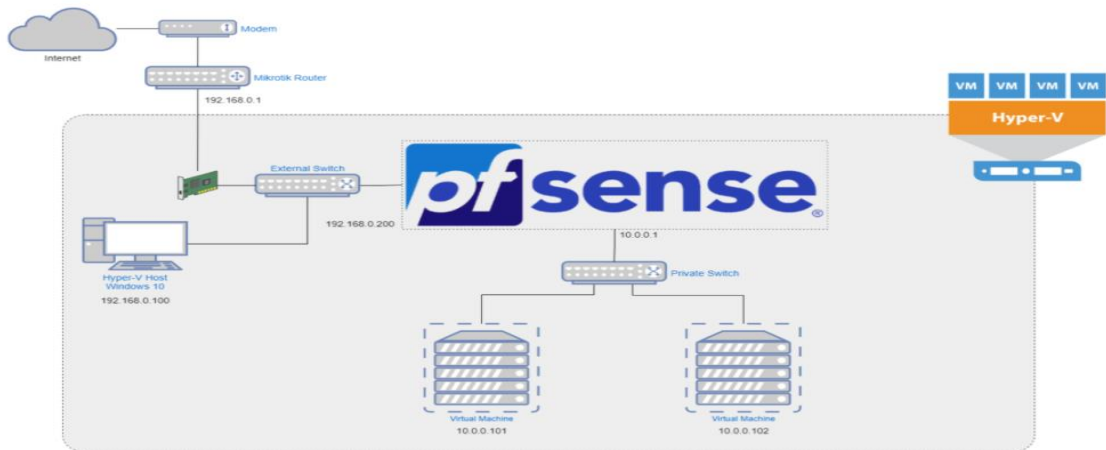 Internet
Modem
Mikrotik Router
192.168.0.1
VM VM VM VM
Hyper-V
External Switch
pfsense®
192.168.0.200
10.0.0.1
Hyper-V Host
Windows 10
192.168.0.100
Private Switch
Virtual Machine
10.0.0.101
Virtual Machine
10.0.0.102